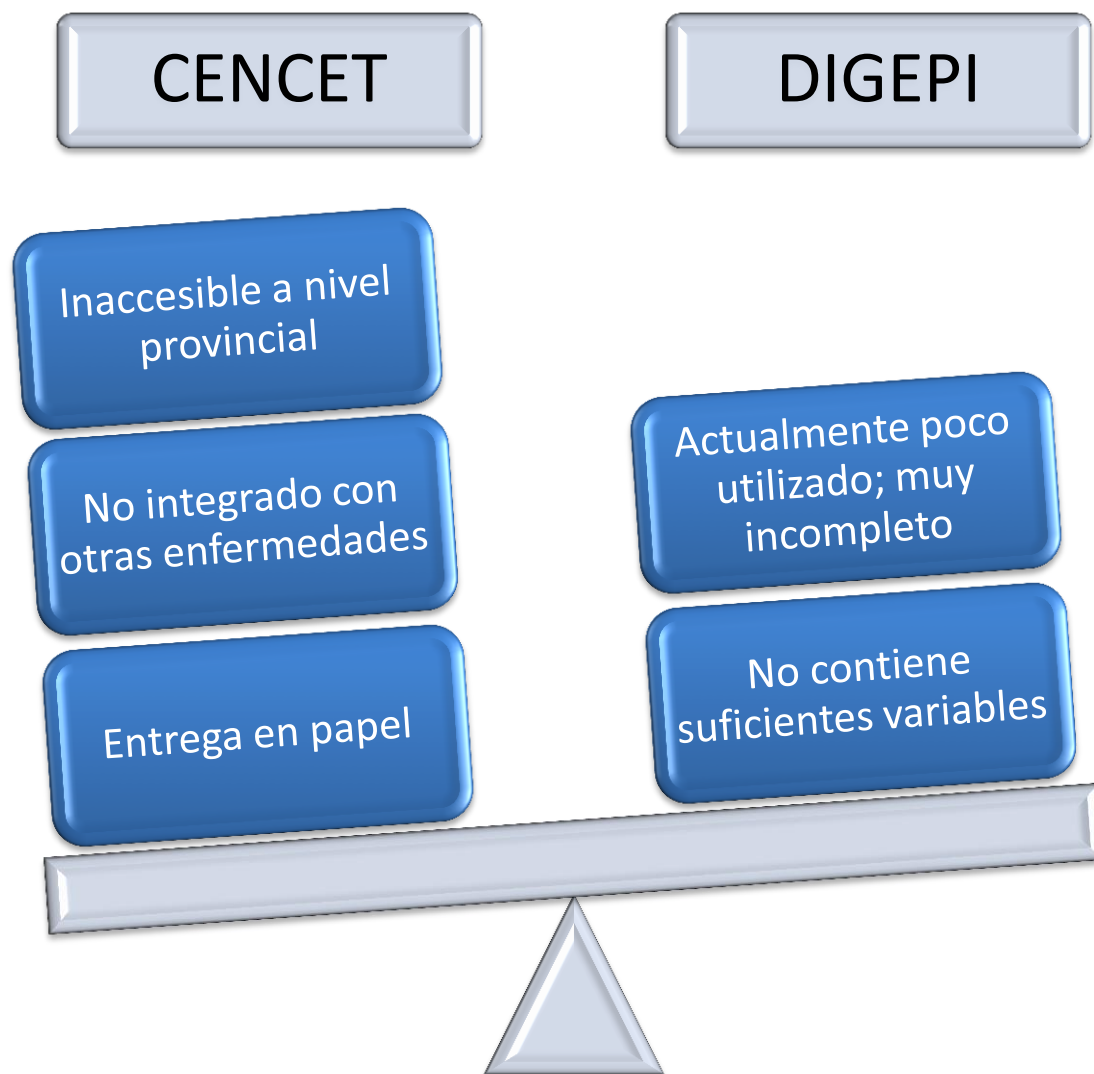 CENCET
DIGEPI
Inaccesible a nivel
provincial
No integrado con
otras enfermedades
Entrega en papel
Actualmente poco
utilizado; muy
incompleto
No contiene
suficientes variables